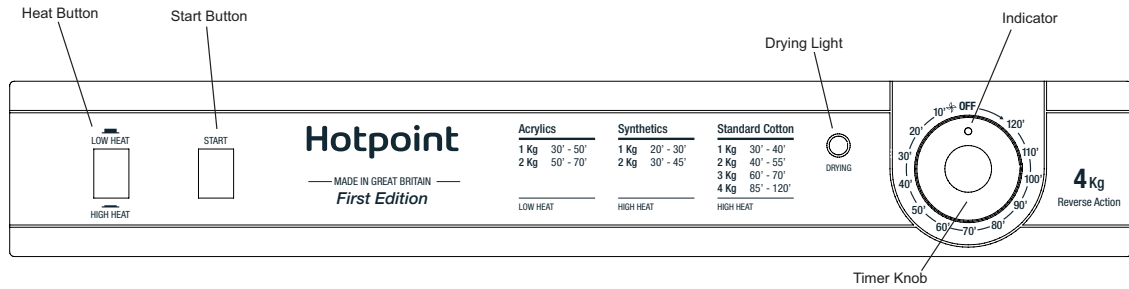 Heat Button
Start Button
Drying Light
Indicator
LOW HEAT
HIGH HEAT
START
Hotpoint
MADE IN GREAT BRITAIN
First Edition
Acrylics
1 Kg 30' - 50'
2 Kg 50' - 70'
LOW HEAT
Synthetics
1 Kg 20' - 30'
2 Kg 30' - 45'
HIGH HEAT
Standard Cotton
1 Kg 30' - 40'
2 Kg 40' - 55'
3 Kg 60' - 70'
4 Kg 85' - 120'
HIGH HEAT
DRYING
OFF
120'
110'
100'
90'
80'
70'
60'
50'
40'
30'
20'
10'
4 Kg
Reverse Action
Timer Knob